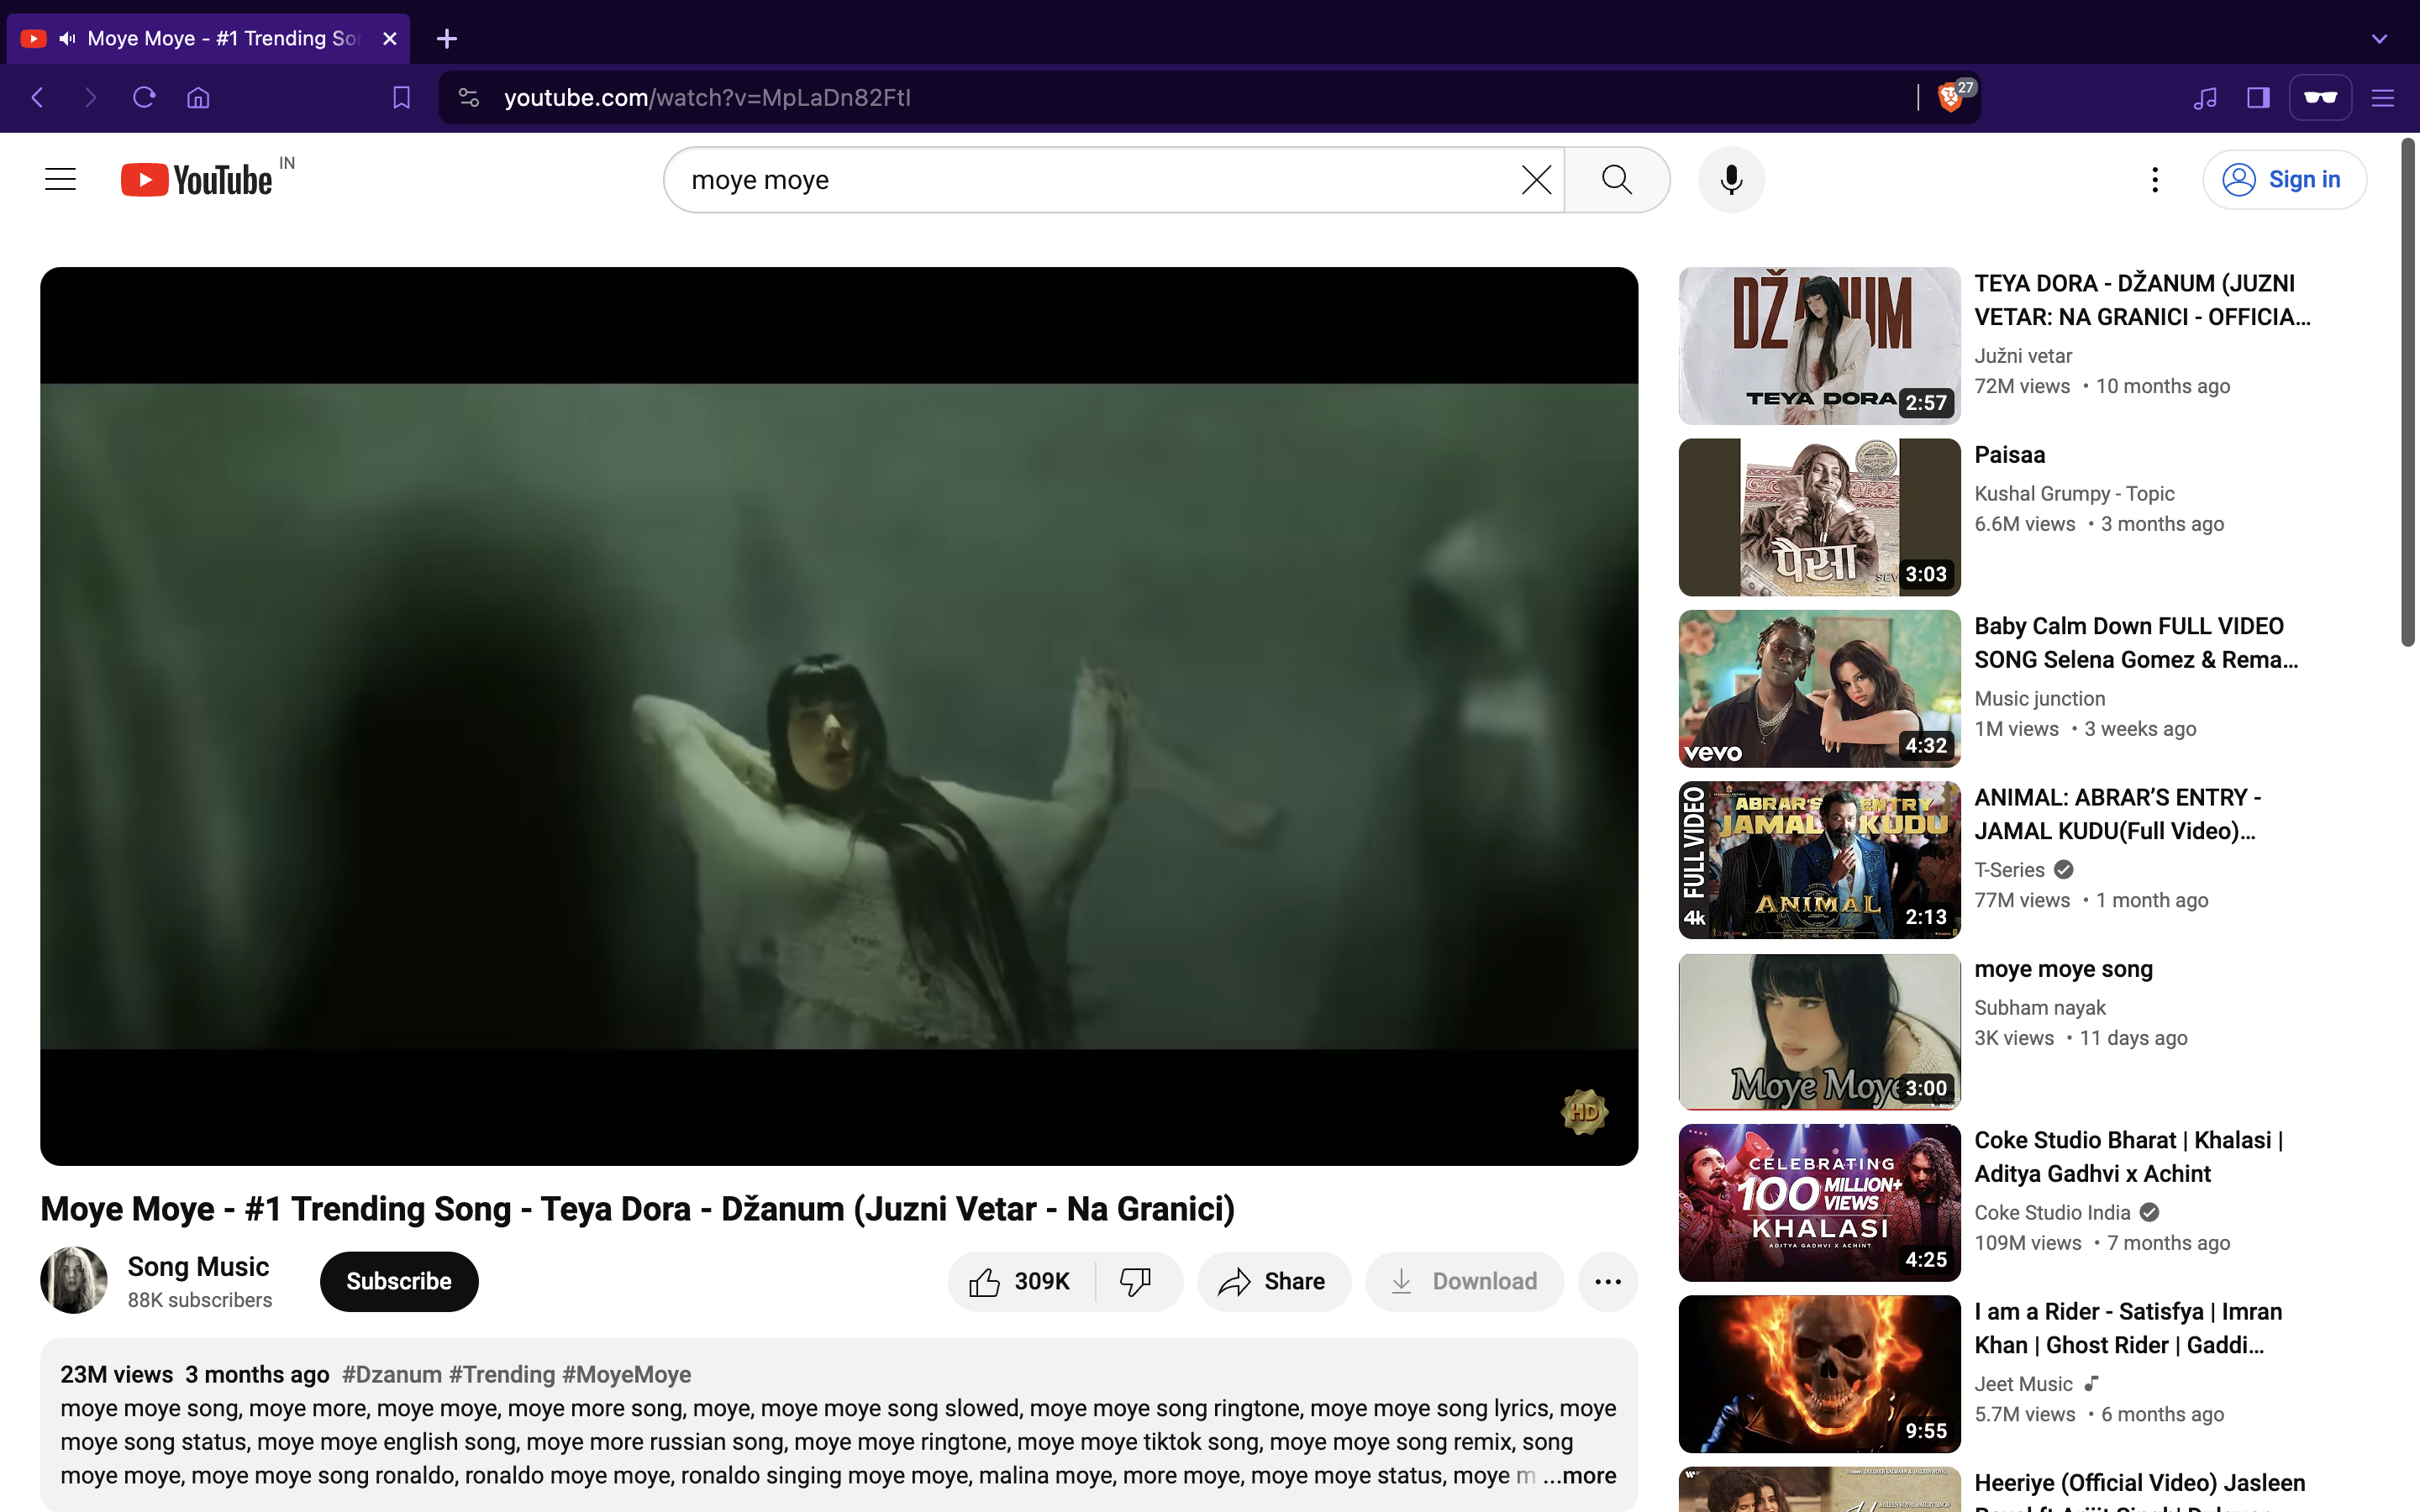 Moye Moye - #1 Trending So
youtube.com/watch?v=MpLaDn82FtI
27
YouTube IN
moye moye
Sign in
HD
Moye Moye - #1 Trending Song - Teya Dora - Džanum (Juzni Vetar - Na Granici)
Song Music
88K subscribers
Subscribe
309K
Share
Download
23M views 3 months ago #Dzanum #Trending #MoyeMoye
moye moye song, moye more, moye moye, moye more song, moye, moye moye song slowed, moye moye song ringtone, moye moye song lyrics, moye
moye song status, moye moye english song, moye more russian song, moye moye ringtone, moye moye tiktok song, moye moye song remix, song
moye moye, moye moye song ronaldo, ronaldo moye moye, ronaldo singing moye moye, malina moye, more moye, moye moye status, moye m ...more
DŽANUM
TEYA DORA
2:57
TEYA DORA - DŽANUM (JUZNI
VETAR: NA GRANICI - OFFICIA...
Južni vetar
72M views • 10 months ago
पैसा
3:03
Paisaa
Kushal Grumpy - Topic
6.6M views • 3 months ago
vevo
4:32
Baby Calm Down FULL VIDEO
SONG Selena Gomez & Rema...
Music junction
1M views • 3 weeks ago
FULL VIDEO
4k
ABRAR'S ENTRY
JAMAL KUDU
ANIMAL
2:13
ANIMAL: ABRAR’S ENTRY -
JAMAL KUDU(Full Video)...
T-Series
77M views • 1 month ago
Moye Moye
3:00
moye moye song
Subham nayak
3K views • 11 days ago
CELEBRATING
100 MILLION+
VIEWS
KHALASI
ADITYA GADHVI X ACHINT
4:25
Coke Studio Bharat | Khalasi |
Aditya Gadhvi x Achint
Coke Studio India
109M views • 7 months ago
9:55
I am a Rider - Satisfya | Imran
Khan | Ghost Rider | Gaddi...
Jeet Music
5.7M views • 6 months ago
Heeriye (Official Video) Jasleen